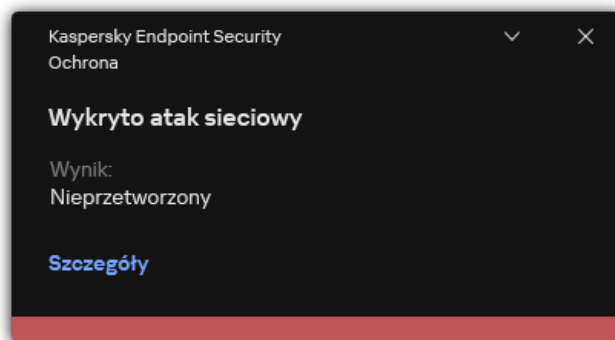 Kaspersky Endpoint Security
Ochrona
Wykryto atak sieciowy
Wynik:
Nieprzetworzony
Szczegóły